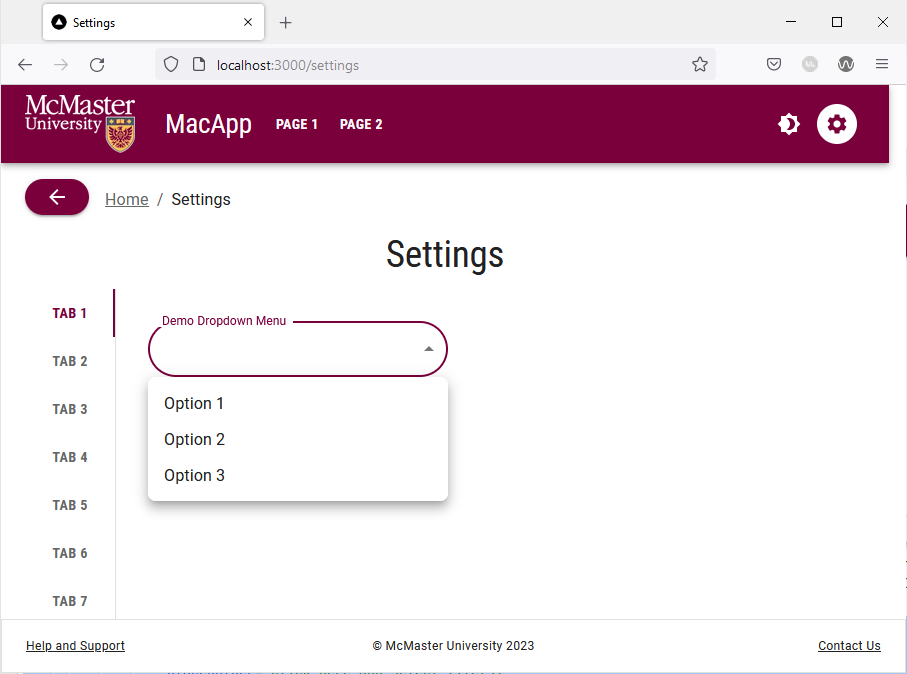 Settings
localhost:3000/settings
McMaster
University
MacApp PAGE 1 PAGE 2
Home / Settings
Settings
TAB 1
TAB 2
TAB 3
TAB 4
TAB 5
TAB 6
TAB 7
Demo Dropdown Menu
Option 1
Option 2
Option 3
Help and Support © McMaster University 2023 Contact Us